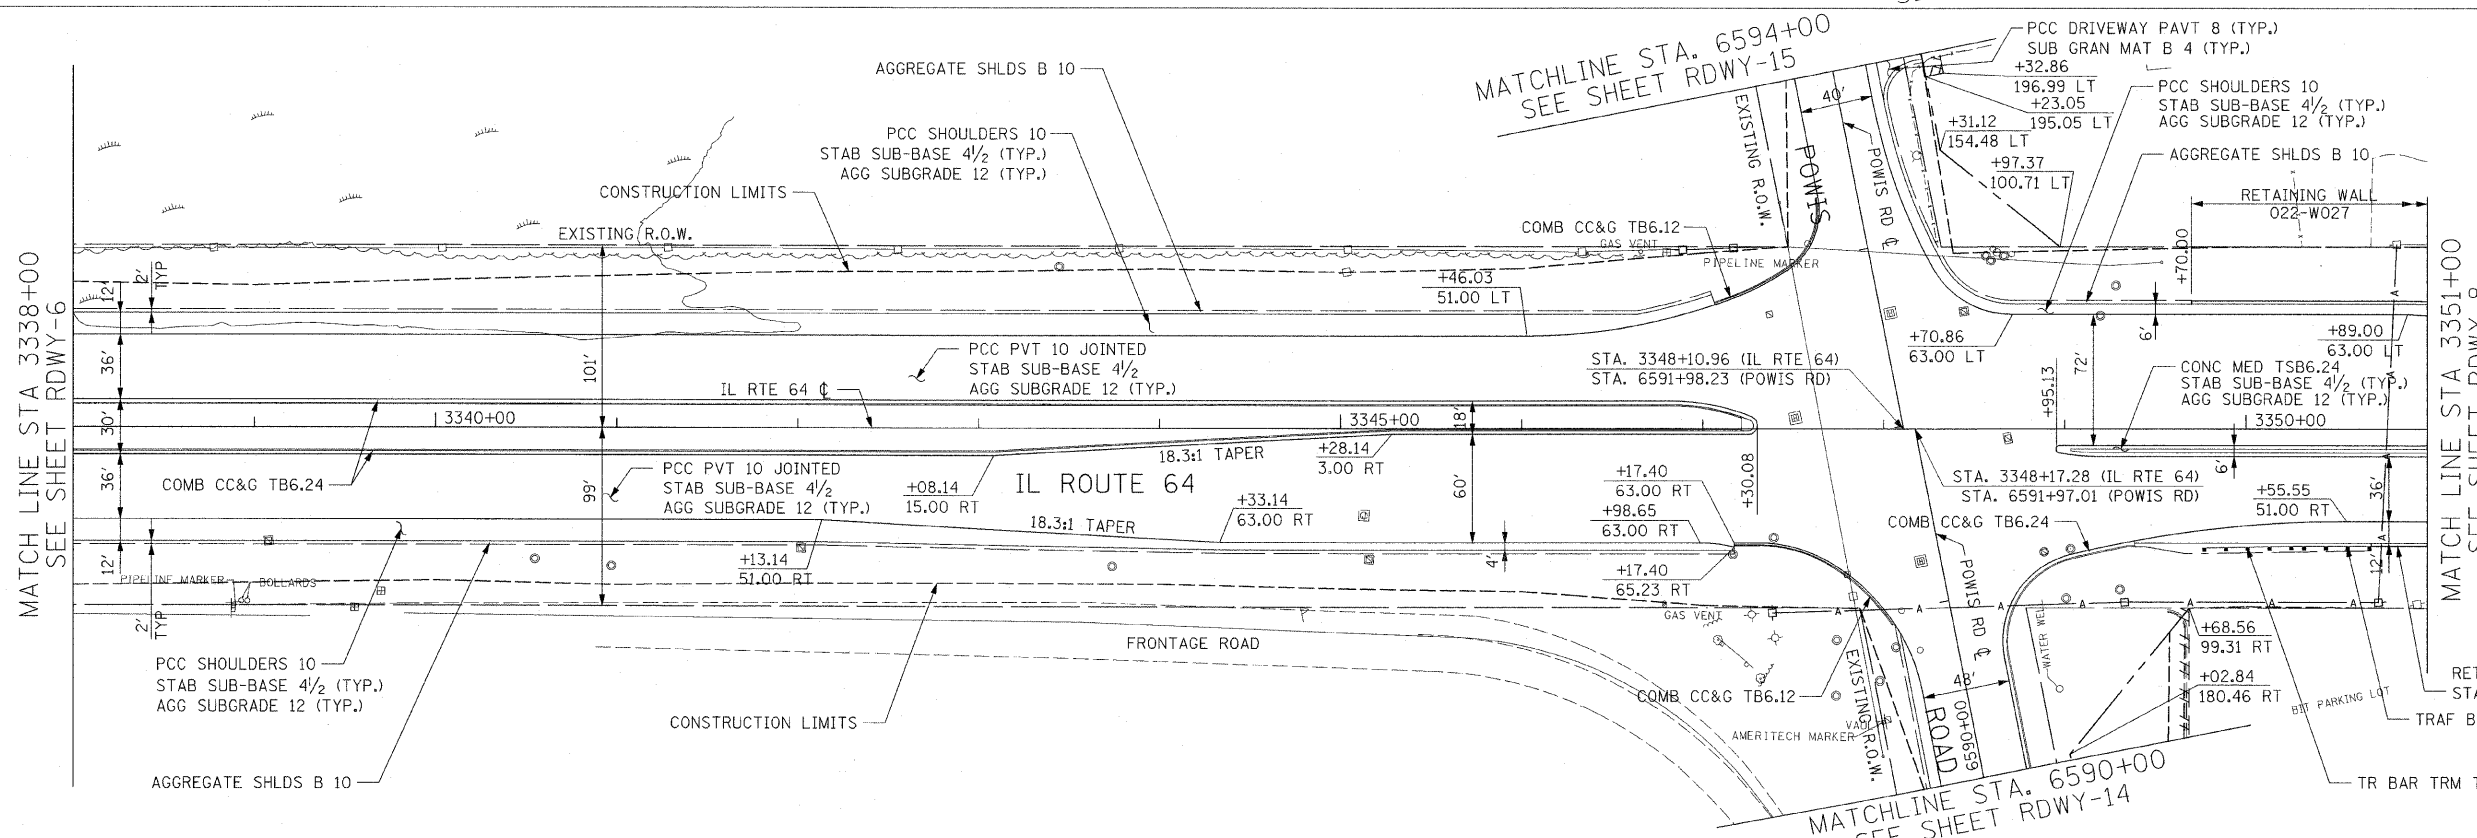 MATCH LINE STA 3338+00
SEE SHEET RDWY-6
AGGREGATE SHLDS B 10
PCC SHOULDERS 10
STAB SUB-BASE 4½ (TYP.)
AGG SUBGRADE 12 (TYP.)
CONSTRUCTION LIMITS
EXISTING R.O.W.
2'
TYP
12'
36'
30'
36'
12'
2'
TYP
101'
99'
PCC PVT 10 JOINTED
STAB SUB-BASE 4½
AGG SUBGRADE 12 (TYP.)
IL RTE 64 ℄
3340+00
3345+00
3350+00
COMB CC&G TB6.24
PCC PVT 10 JOINTED
STAB SUB-BASE 4½
AGG SUBGRADE 12 (TYP.)
+08.14
15.00 RT
IL ROUTE 64
18.3:1 TAPER
+28.14
3.00 RT
18'
60'
+33.14
63.00 RT
18.3:1 TAPER
+13.14
51.00 RT
4'
PIPELINE MARKER
BOLLARDS
PCC SHOULDERS 10
STAB SUB-BASE 4½ (TYP.)
AGG SUBGRADE 12 (TYP.)
AGGREGATE SHLDS B 10
CONSTRUCTION LIMITS
FRONTAGE ROAD
MATCHLINE STA. 6594+00
SEE SHEET RDWY-15
EXISTING R.O.W.
40'
POWIS
POWIS RD ℄
COMB CC&G TB6.12
GAS VENT
PIPELINE MARKER
+46.03
51.00 LT
PCC DRIVEWAY PAVT 8 (TYP.)
SUB GRAN MAT B 4 (TYP.)
+32.86
196.99 LT
+23.05
195.05 LT
+31.12
154.48 LT
+97.37
100.71 LT
PCC SHOULDERS 10
STAB SUB-BASE 4½ (TYP.)
AGG SUBGRADE 12 (TYP.)
AGGREGATE SHLDS B 10
RETAINING WALL
022-W027
+70.00
6'
+70.86
63.00 LT
72'
+89.00
63.00 LT
STA. 3348+10.96 (IL RTE 64)
STA. 6591+98.23 (POWIS RD)
+95.13
CONC MED TSB6.24
STAB SUB-BASE 4½ (TYP.)
AGG SUBGRADE 12 (TYP.)
6'
+30.08
+17.40
63.00 RT
+98.65
63.00 RT
+17.40
65.23 RT
STA. 3348+17.28 (IL RTE 64)
STA. 6591+97.01 (POWIS RD)
COMB CC&G TB6.24
+55.55
51.00 RT
36'
12'
GAS VENT
COMB CC&G TB6.12
AMERITECH MARKER
EXISTING R.O.W.
48'
ROAD
6590+00
POWIS RD ℄
WATER WELL
+68.56
99.31 RT
+02.84
180.46 RT
BIT PARKING LOT
RET
STA
TRAF B
TR BAR TRM T
MATCHLINE STA. 6590+00
SEE SHEET RDWY-14
MATCH LINE STA 3351+00
SEE SHEET RDWY-8